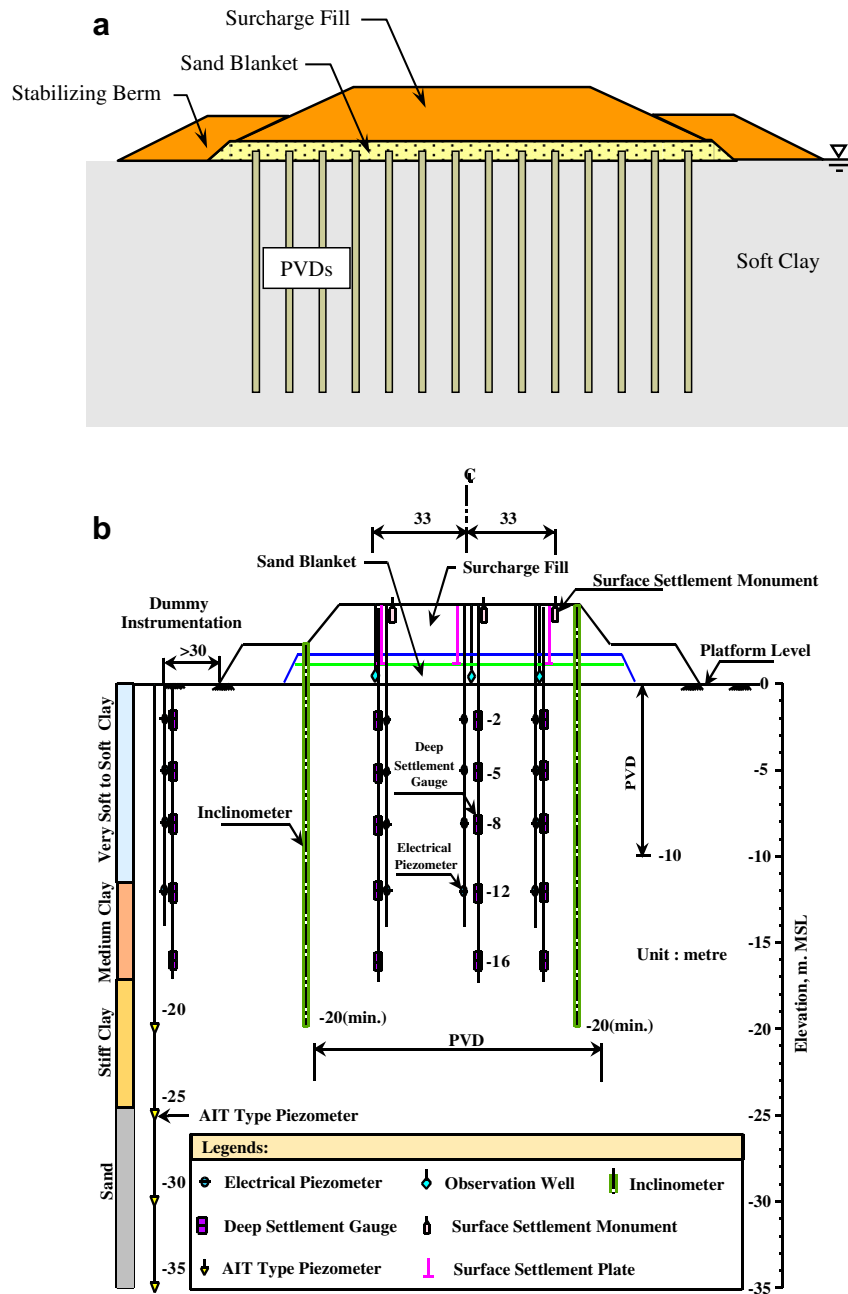 a
Surcharge Fill
Sand Blanket
Stabilizing Berm
PVDs
Soft Clay
b
℄
33
33
Sand Blanket
Surcharge Fill
Surface Settlement Monument
Dummy
Instrumentation
>30
Platform Level
0
-2
Deep
Settlement
Gauge
-5
-5
PVD
Very Soft to Soft Clay
Inclinometer
-8
Electrical
Piezometer
-10
-10
-12
Medium Clay
-15
-16
Unit : metre
Elevation, m. MSL
Stiff Clay
-20
-20(min.)
-20(min.)
-20
PVD
-25
AIT Type Piezometer
-25
Sand
Legends:
-30
Electrical Piezometer
Observation Well
Inclinometer
-30
Deep Settlement Gauge
Surface Settlement Monument
-35
AIT Type Piezometer
Surface Settlement Plate
-35